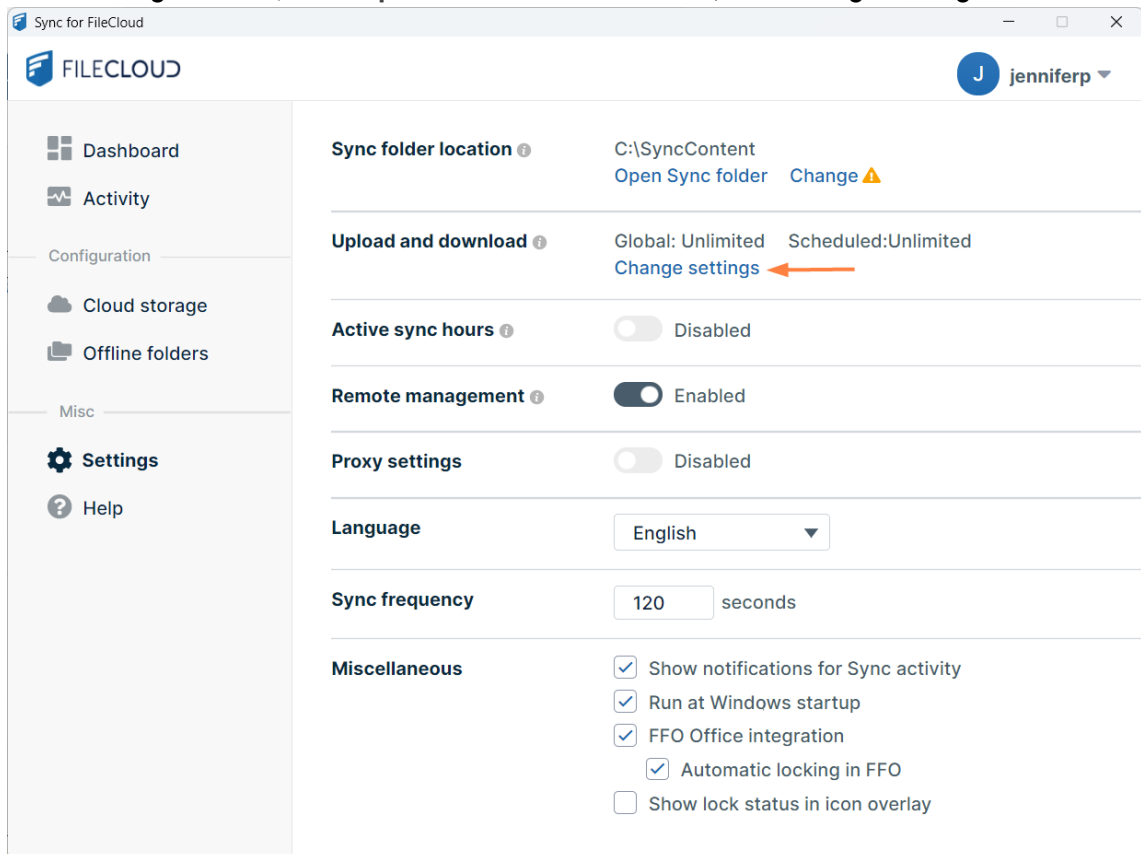 Sync for FileCloud
FILECLOUD
J jenniferp
Dashboard
Activity
Configuration
Cloud storage
Offline folders
Misc
Settings
Help
Sync folder location C:\SyncContent
Open Sync folder Change
Upload and download Global: Unlimited Scheduled:Unlimited
Change settings
Active sync hours Disabled
Remote management Enabled
Proxy settings Disabled
Language English
Sync frequency 120 seconds
Miscellaneous Show notifications for Sync activity
Run at Windows startup
FFO Office integration
Automatic locking in FFO
Show lock status in icon overlay